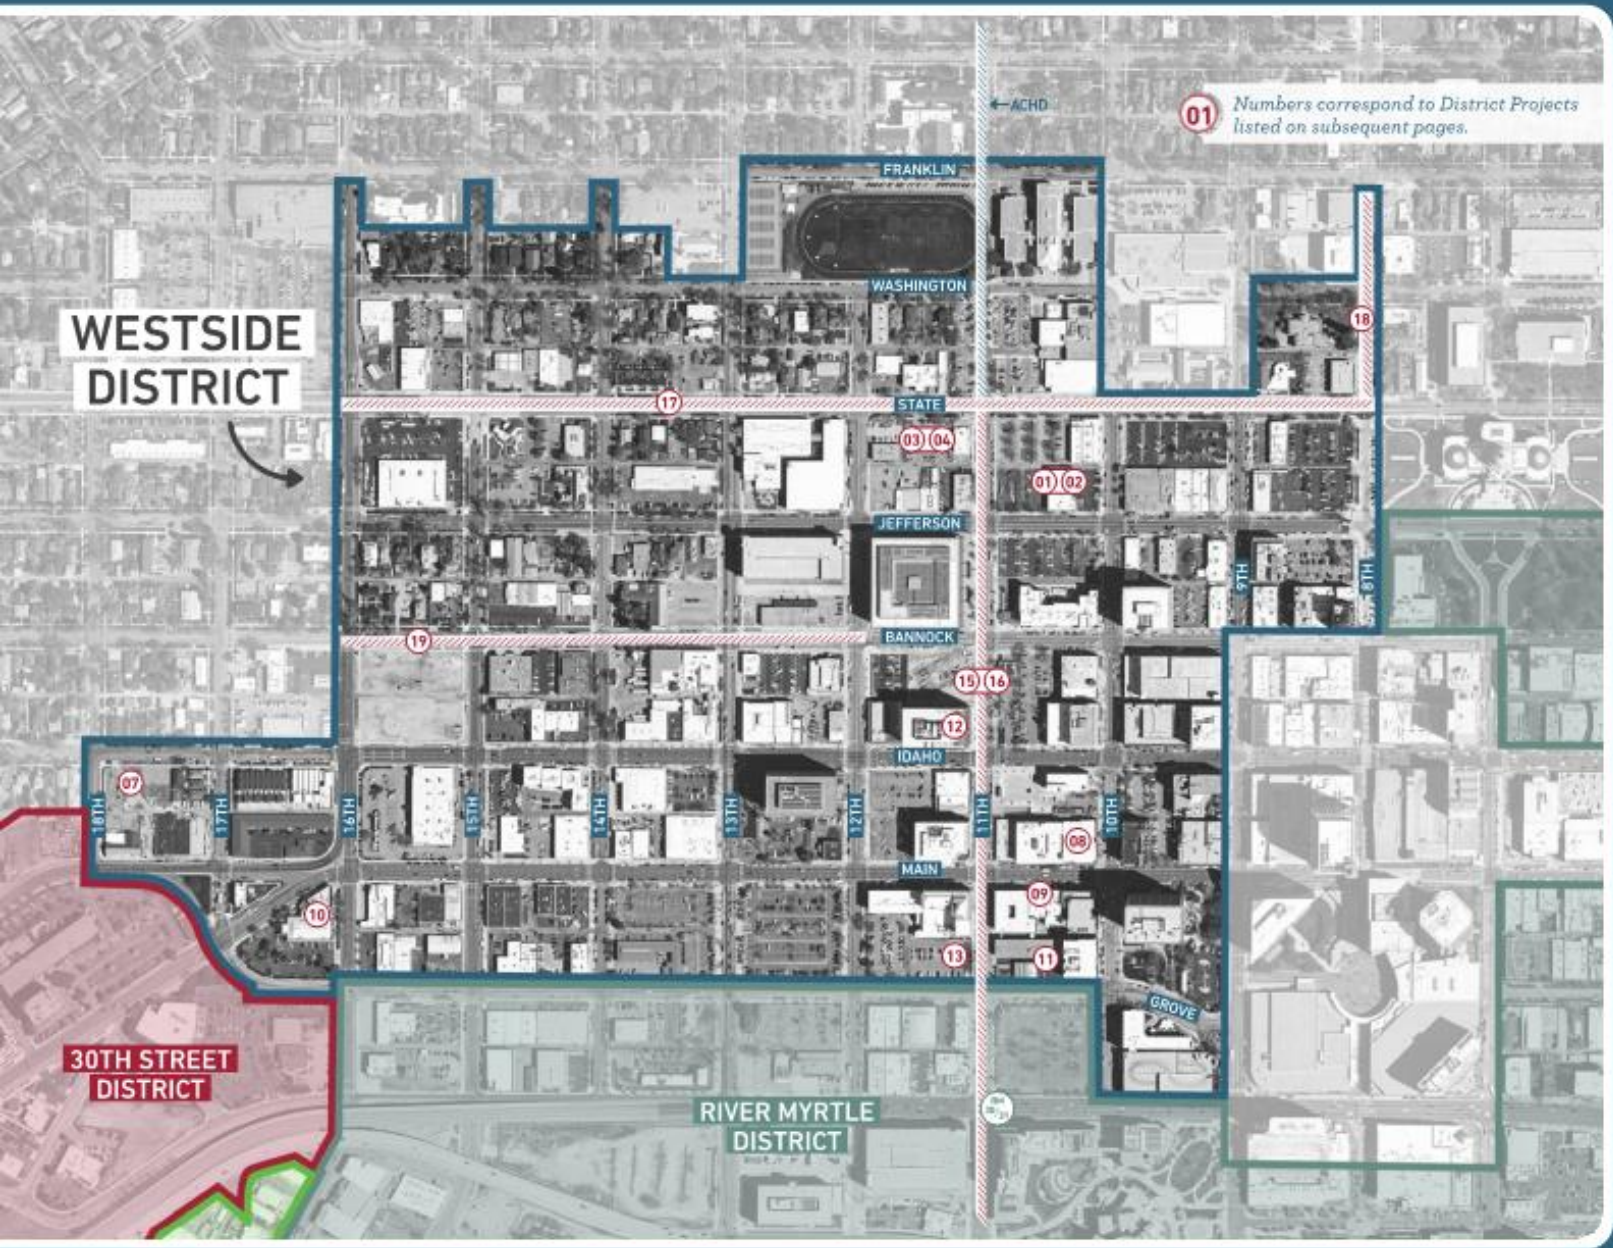 ←ACHD
01
Numbers correspond to District Projects
listed on subsequent pages.
FRANKLIN
WASHINGTON
WESTSIDE
DISTRICT
18
17
STATE
03 04
01 02
JEFFERSON
9TH
8TH
19
BANNOCK
15 16
12
IDAHO
07
18TH
17TH
16TH
15TH
14TH
13TH
12TH
11TH
10TH
08
MAIN
09
10
13
11
GROVE
30TH STREET
DISTRICT
RIVER MYRTLE
DISTRICT